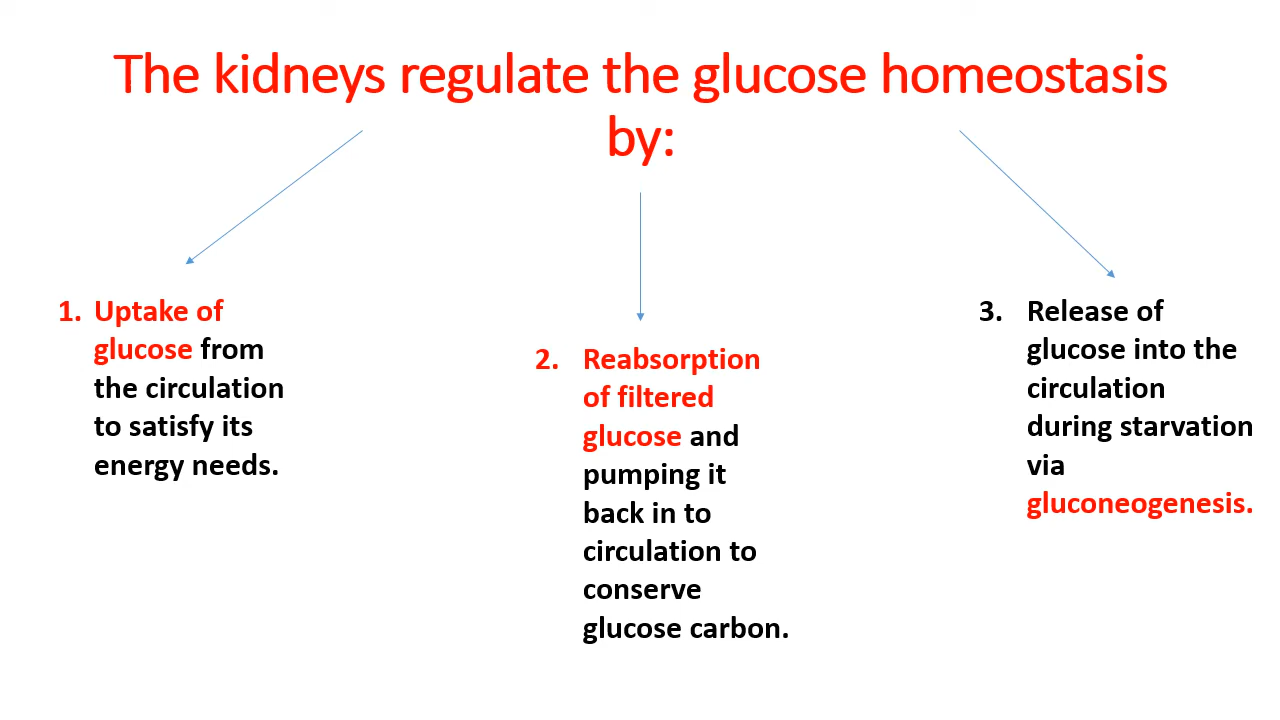 The kidneys regulate the glucose homeostasis
by:
1. Uptake of
glucose from
the circulation
to satisfy its
energy needs.
2. Reabsorption
of filtered
glucose and
pumping it
back in to
circulation to
conserve
glucose carbon.
3. Release of
glucose into the
circulation
during starvation
via
gluconeogenesis.